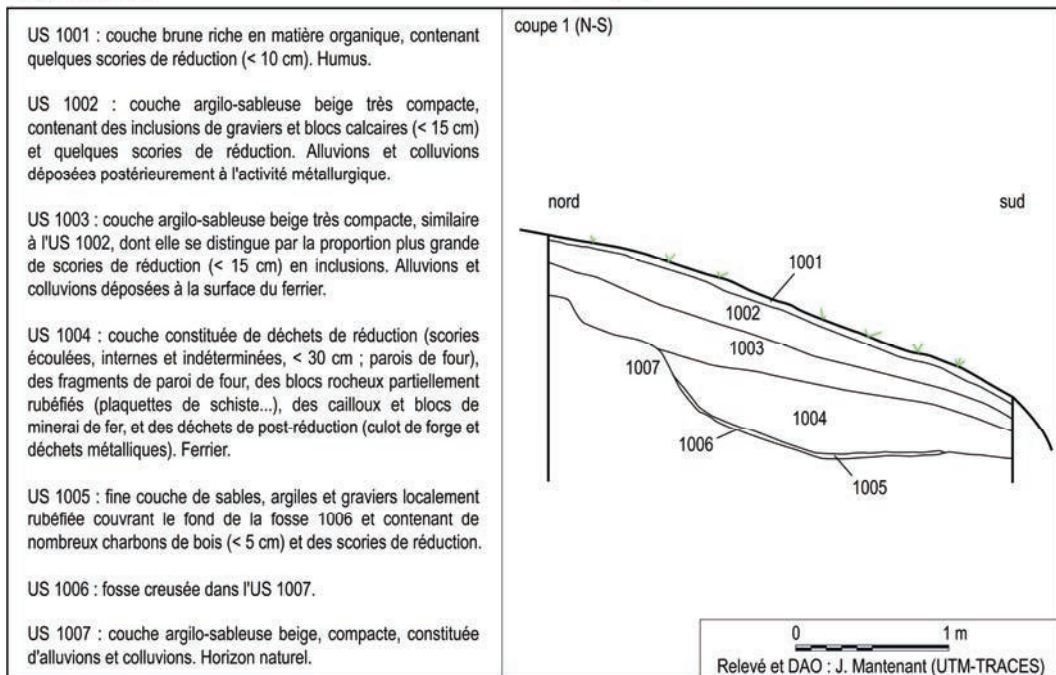 US 1001 : couche brune riche en matière organique, contenant
quelques scories de réduction (< 10 cm). Humus.
US 1002 : couche argilo-sableuse beige très compacte,
contenant des inclusions de graviers et blocs calcaires (< 15 cm)
et quelques scories de réduction. Alluvions et colluvions
déposées postérieurement à l'activité métallurgique.
US 1003 : couche argilo-sableuse beige très compacte, similaire
à l'US 1002, dont elle se distingue par la proportion plus grande
de scories de réduction (< 15 cm) en inclusions. Alluvions et
colluvions déposées à la surface du ferrier.
US 1004 : couche constituée de déchets de réduction (scories
écoulées, internes et indéterminées, < 30 cm ; parois de four),
des fragments de paroi de four, des blocs rocheux partiellement
rubéfiés (plaquettes de schiste...), des cailloux et blocs de
minerai de fer, et des déchets de post-réduction (culot de forge et
déchets métalliques). Ferrier.
US 1005 : fine couche de sables, argiles et graviers localement
rubéfiée couvrant le fond de la fosse 1006 et contenant de
nombreux charbons de bois (< 5 cm) et des scories de réduction.
US 1006 : fosse creusée dans l'US 1007.
US 1007 : couche argilo-sableuse beige, compacte, constituée
d'alluvions et colluvions. Horizon naturel.
coupe 1 (N-S)
nord
sud
1001
1002
1003
1007
1004
1006
1005
0 1 m
Relevé et DAO : J. Mantenant (UTM-TRACES)